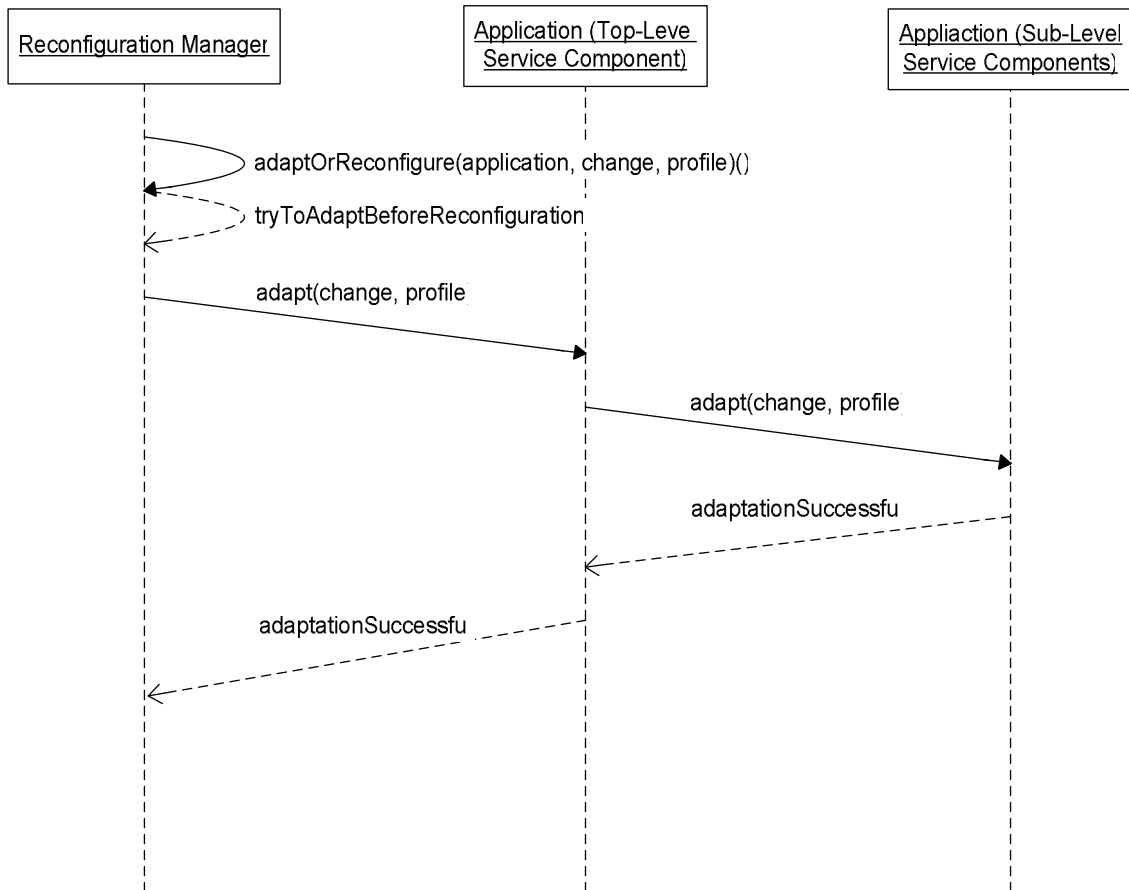 Reconfiguration Manager
Application (Top-Leve
Service Component)
Appliaction (Sub-Level
Service Components)
adaptOrReconfigure(application, change, profile)()
tryToAdaptBeforeReconfiguration
adapt(change, profile)
adapt(change, profile
adaptationSuccessfu
adaptationSuccessfu